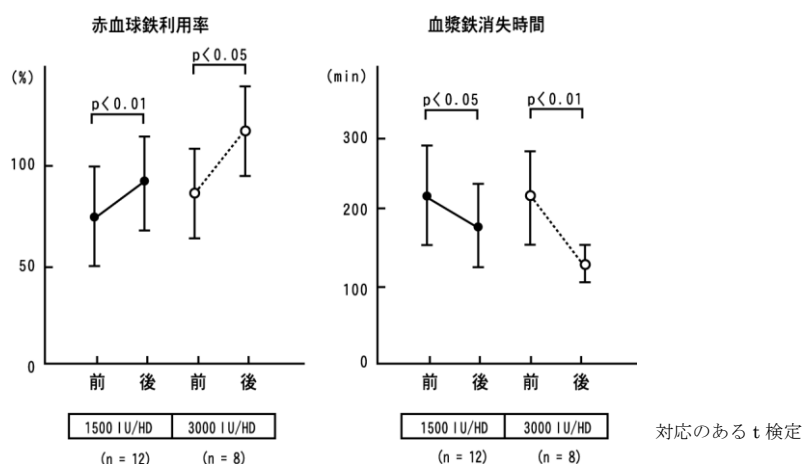 赤血球鉄利用率
(%)
p<0.01
p<0.05
100
50
0
前 後 前 後
1500 IU/HD 3000 IU/HD
(n = 12) (n = 8)
血漿鉄消失時間
(min)
p<0.05
p<0.01
300
200
100
0
前 後 前 後
1500 IU/HD 3000 IU/HD
(n = 12) (n = 8)
対応のある t 検定